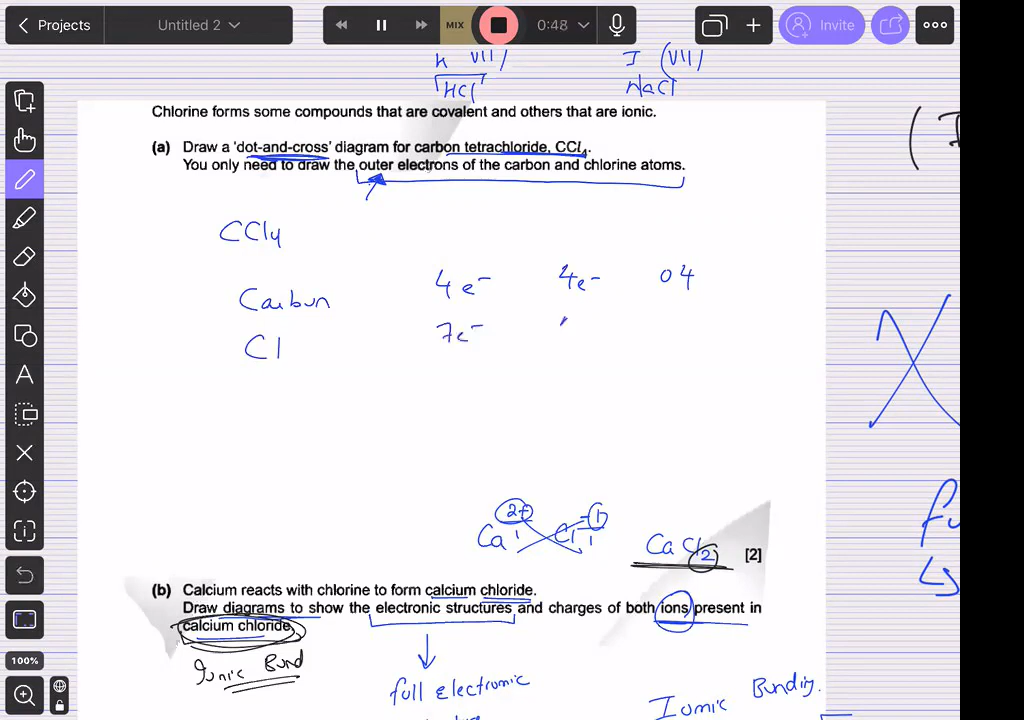 Projects
Untitled 2
MIX
0:48
Invite
VII
I (VII)
HCl
NaCl
Chlorine forms some compounds that are covalent and others that are ionic.
(a) Draw a 'dot-and-cross' diagram for carbon tetrachloride, CCl4.
You only need to draw the outer electrons of the carbon and chlorine atoms.
CCl4
Carbon 4e- 4e- 04
Cl 7e-
2+ -1
Ca Cl
CaCl2 [2]
(b) Calcium reacts with chlorine to form calcium chloride.
Draw diagrams to show the electronic structures and charges of both ions present in
calcium chloride.
Ionic Bond
full electronic
Ionic Bonding.
100%